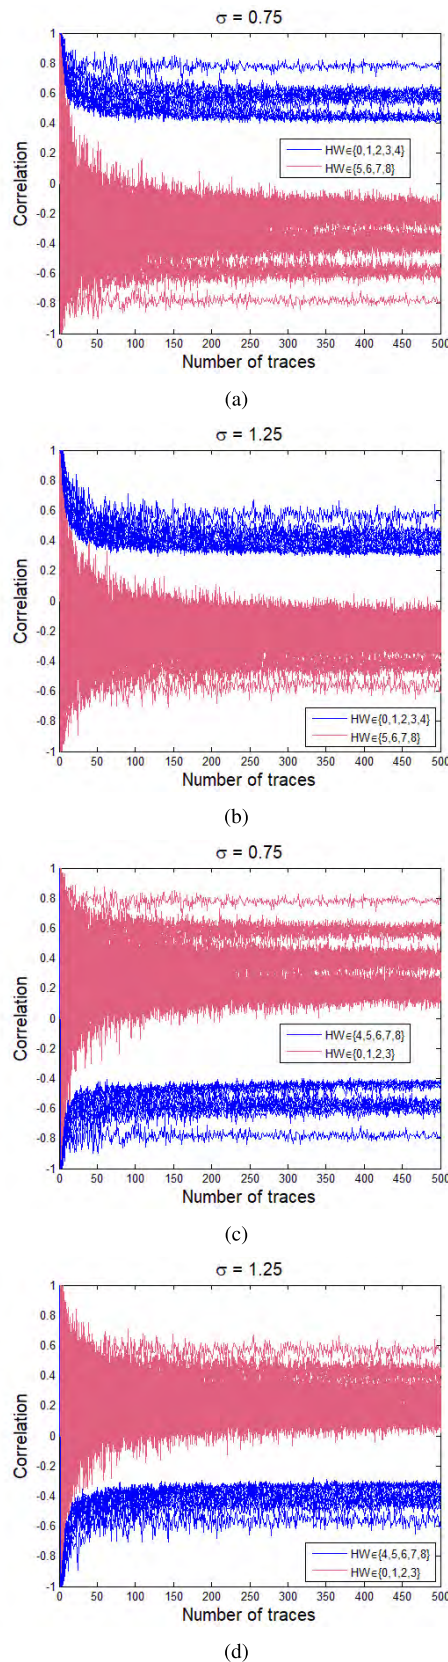 σ = 0.75
1
0.8
0.6
0.4
0.2
0
-0.2
-0.4
-0.6
-0.8
-1
Correlation
HW∈{0,1,2,3,4}
HW∈{5,6,7,8}
0 50 100 150 200 250 300 350 400 450 500
Number of traces
(a)
σ = 1.25
1
0.8
0.6
0.4
0.2
0
-0.2
-0.4
-0.6
-0.8
-1
Correlation
HW∈{0,1,2,3,4}
HW∈{5,6,7,8}
0 50 100 150 200 250 300 350 400 450 500
Number of traces
(b)
σ = 0.75
1
0.8
0.6
0.4
0.2
0
-0.2
-0.4
-0.6
-0.8
-1
Correlation
HW∈{4,5,6,7,8}
HW∈{0,1,2,3}
0 50 100 150 200 250 300 350 400 450 500
Number of traces
(c)
σ = 1.25
1
0.8
0.6
0.4
0.2
0
-0.2
-0.4
-0.6
-0.8
-1
Correlation
HW∈{4,5,6,7,8}
HW∈{0,1,2,3}
0 50 100 150 200 250 300 350 400 450 500
Number of traces
(d)